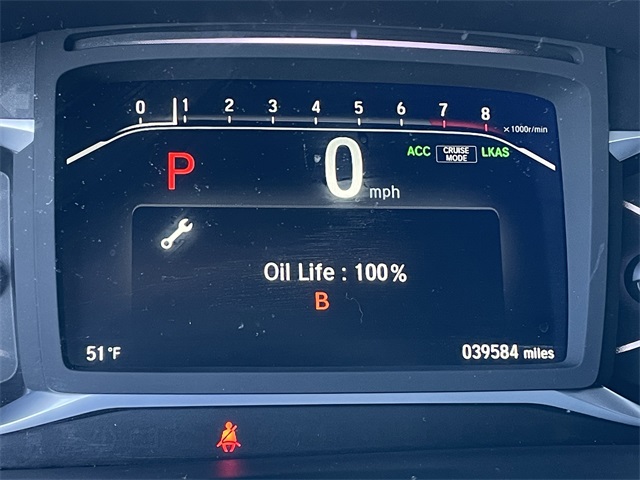 0 1 2 3 4 5 6 7 8
×1000r/min
P 0 mph
ACC CRUISE MODE LKAS
Oil Life : 100%
B
51°F 039584 miles